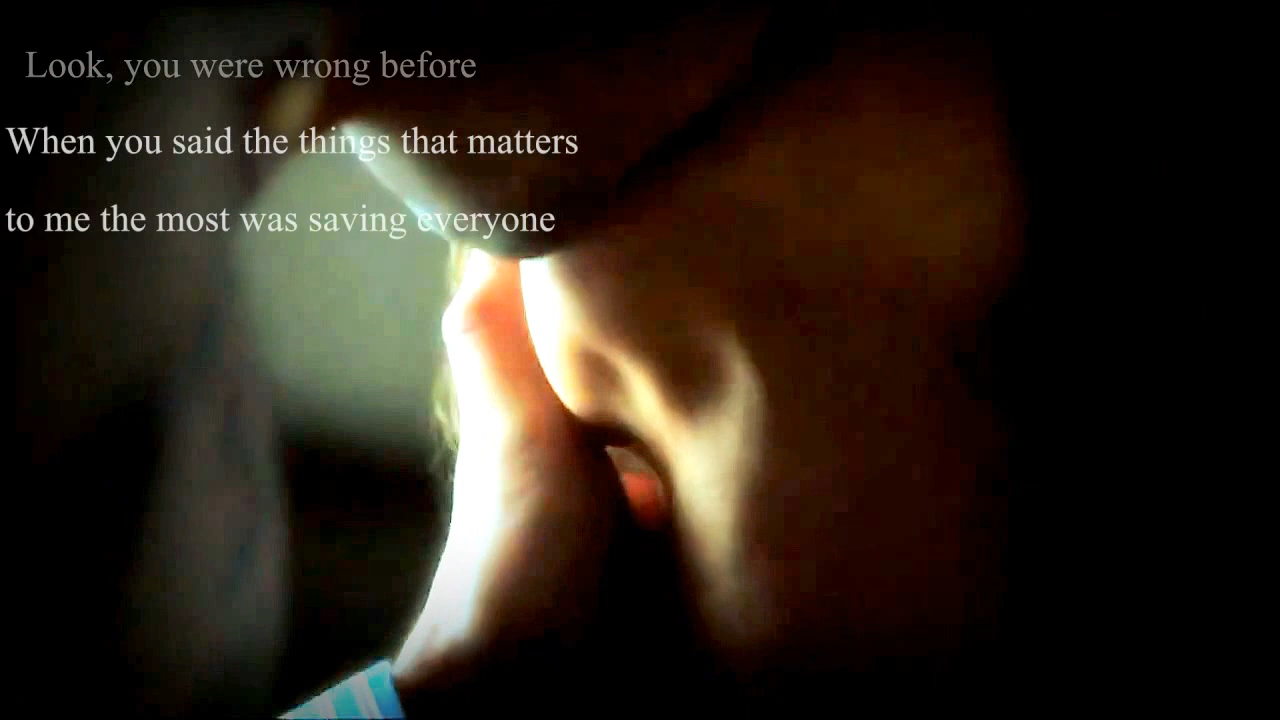 Look, you were wrong before
When you said the things that matters
to me the most was saving everyone